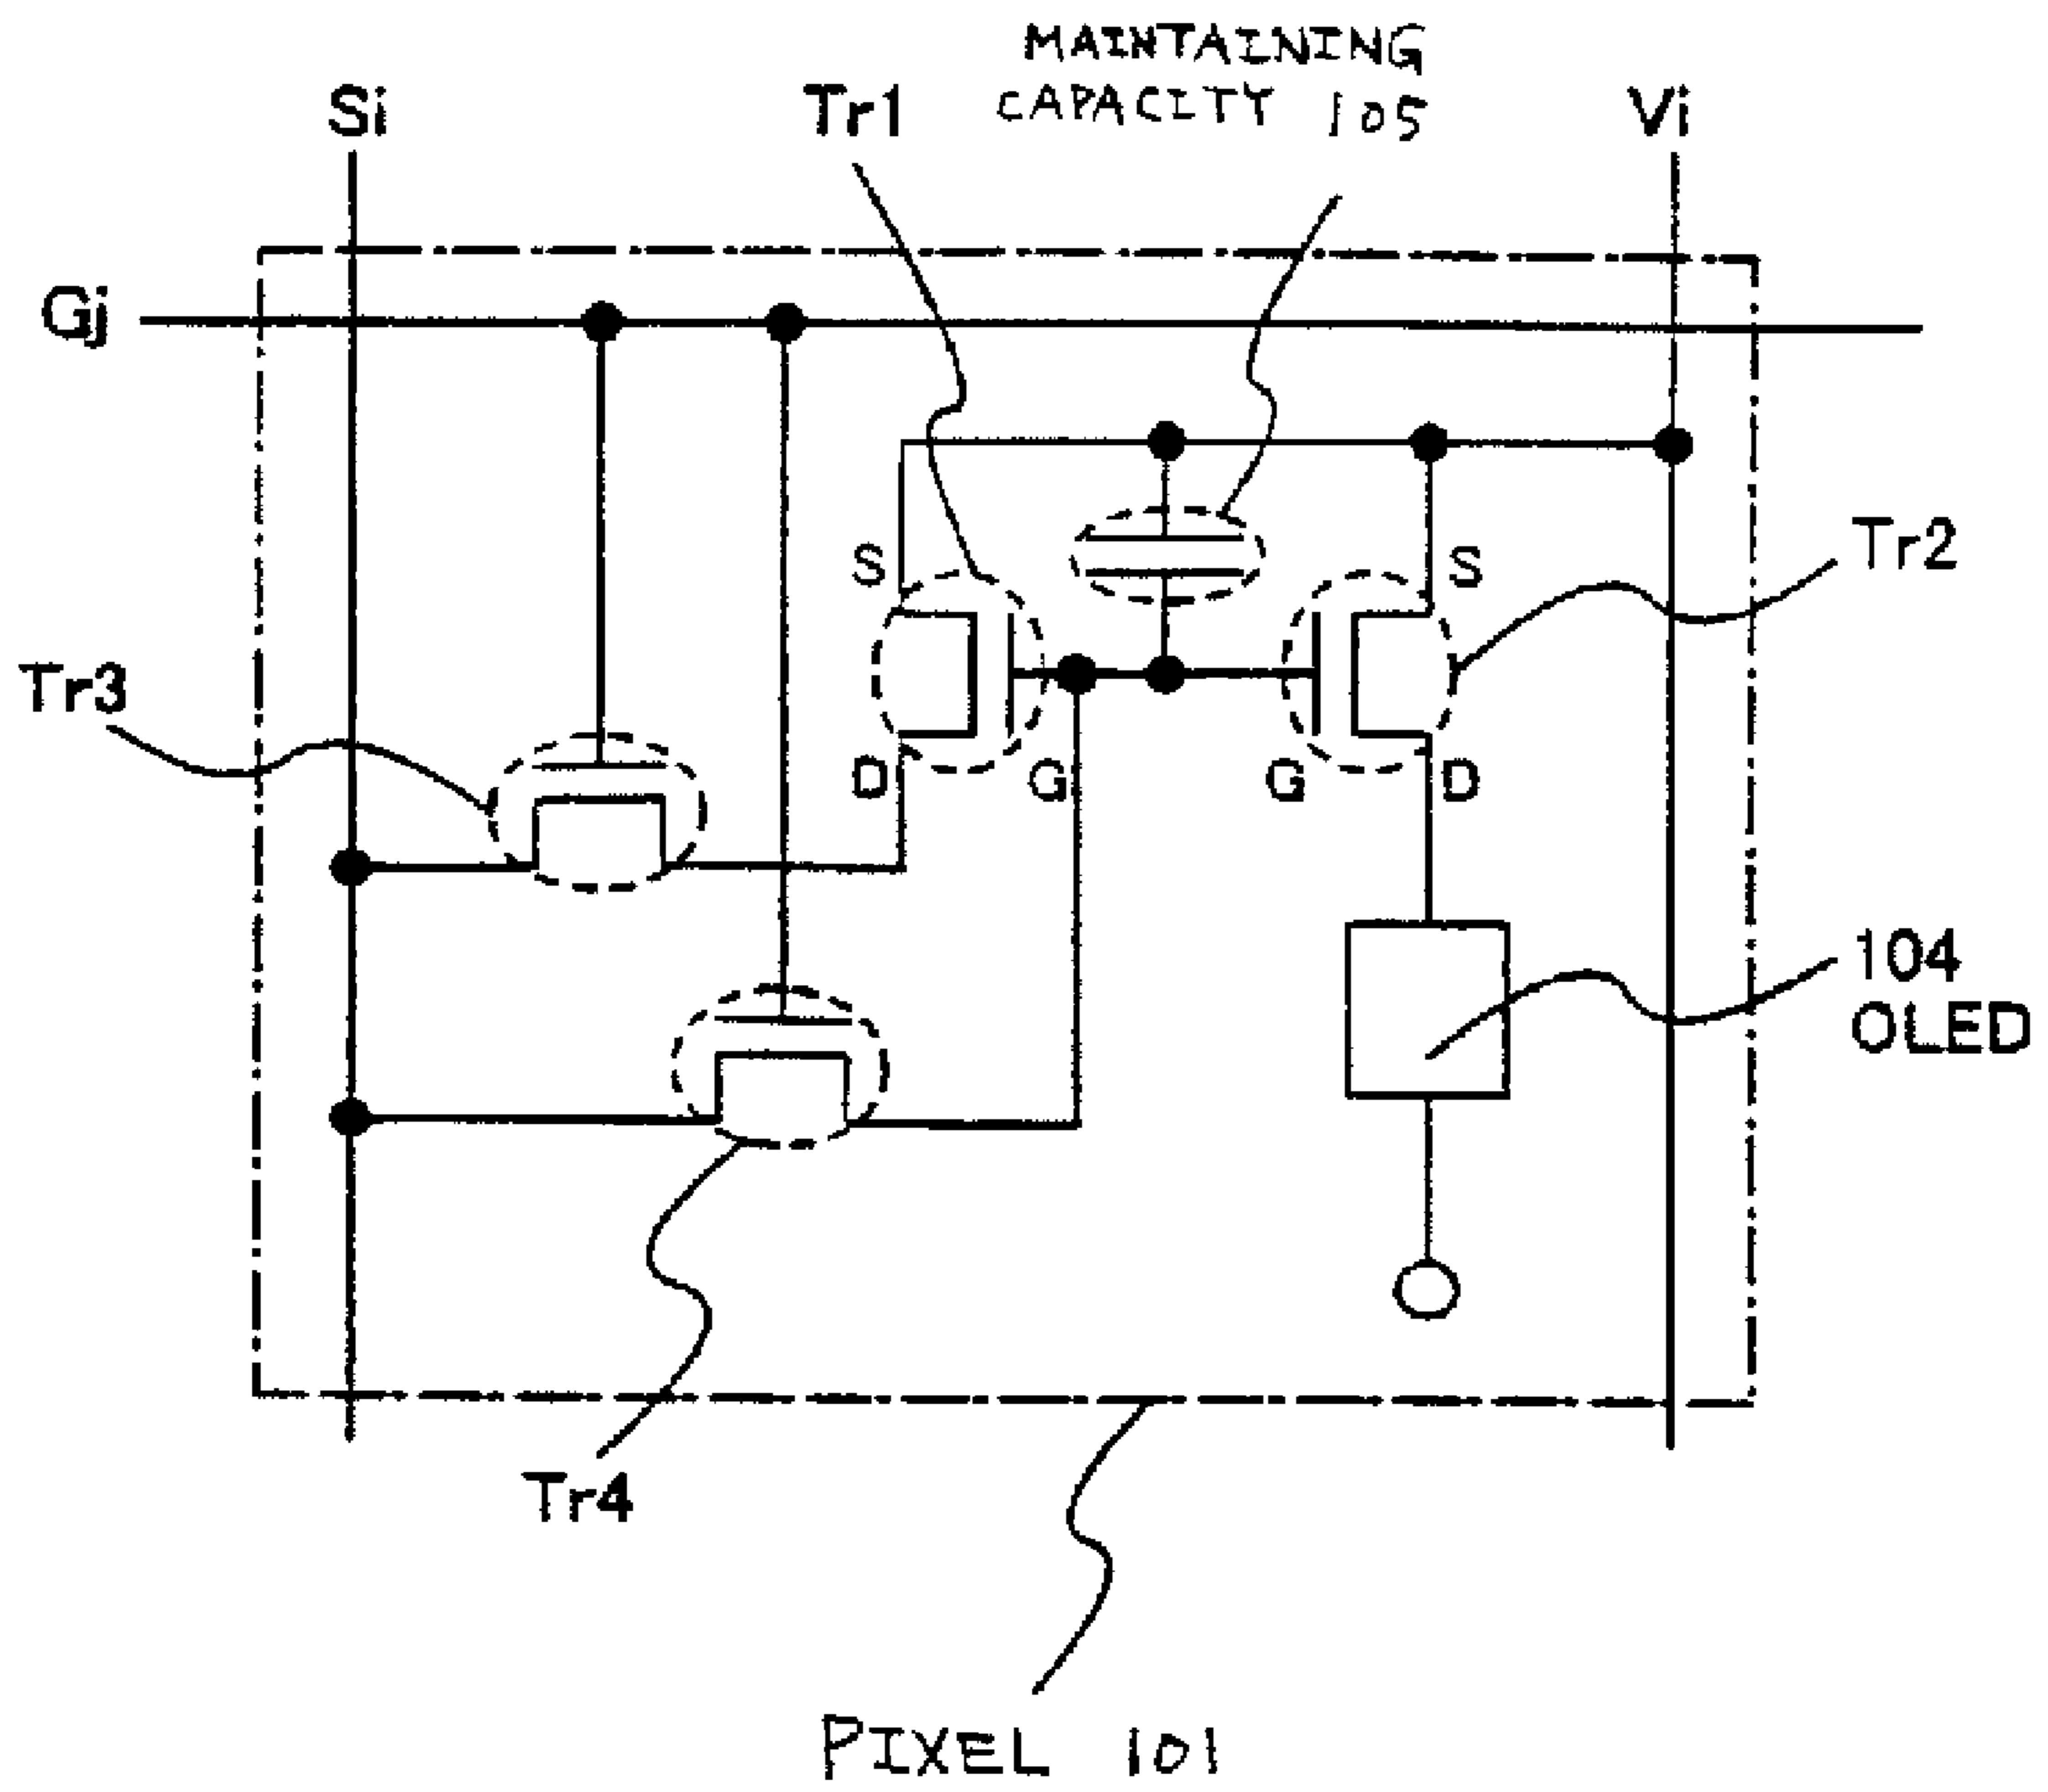 MAINTAINING
CAPACITY 105
Si
Tr1
Vi
Gj
S
S
Tr2
Tr3
D
G
G
D
104
OLED
Tr4
PIXEL 101